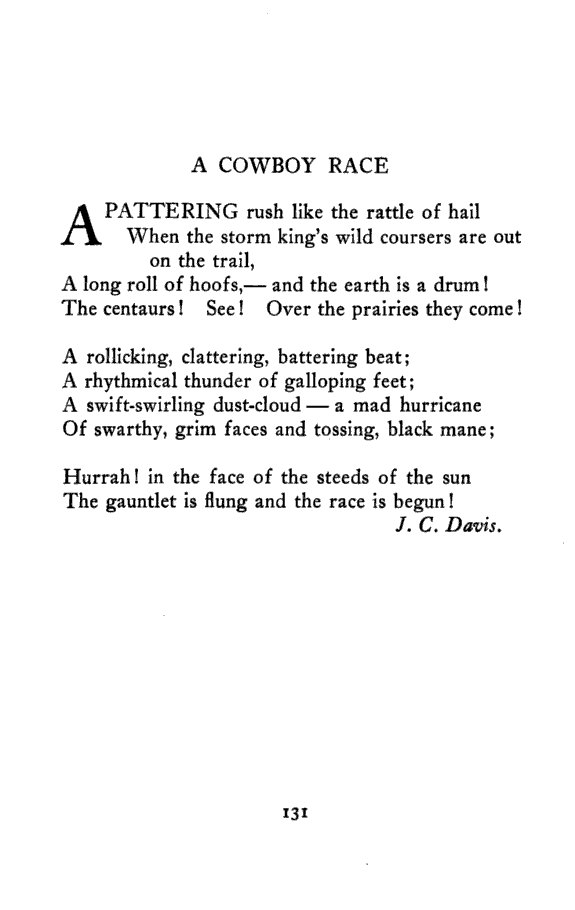 A COWBOY RACE
A PATTERING rush like the rattle of hail
When the storm king's wild coursers are out
on the trail,
A long roll of hoofs,— and the earth is a drum!
The centaurs! See! Over the prairies they come!
A rollicking, clattering, battering beat;
A rhythmical thunder of galloping feet;
A swift-swirling dust-cloud — a mad hurricane
Of swarthy, grim faces and tossing, black mane;
Hurrah! in the face of the steeds of the sun
The gauntlet is flung and the race is begun!
J. C. Davis.
131